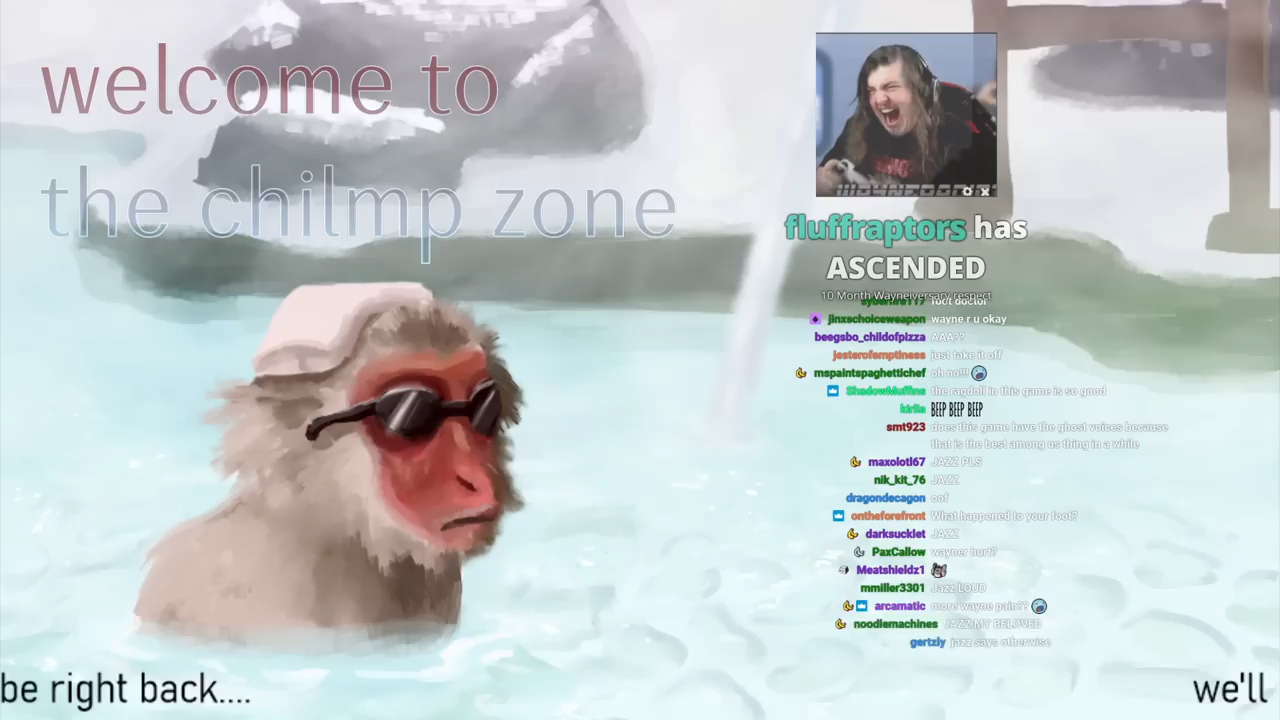 welcome to
the chilmp zone
fluffraptors has
ASCENDED
10 Month Wayneiversary respect
foot doctor
jinxschoiceweapon wayne r u okay
beegsbo_childofpizza AAA??
jesterofemptiness just take it off
mspaintspaghettichef oh no!!!
ShadowMuffins the ragdoll in this game is so good
kirlia BEEP BEEP BEEP
smt923 does this game have the ghost voices because
that is the best among us thing in a while
maxolotl67 JAZZ PLS
nik_kit_76 JAZZ
dragondecagon oof
ontheforefront What happened to your foot?
darksucklet JAZZ
PaxCallow wayner hurt?
Meatshieldz1
mmiller3301 Jazz LOUD
arcamatic more wayne pain??
noodlemachines JAZZ MY BELOVED
gertzly jazz says otherwise
be right back.... we'll